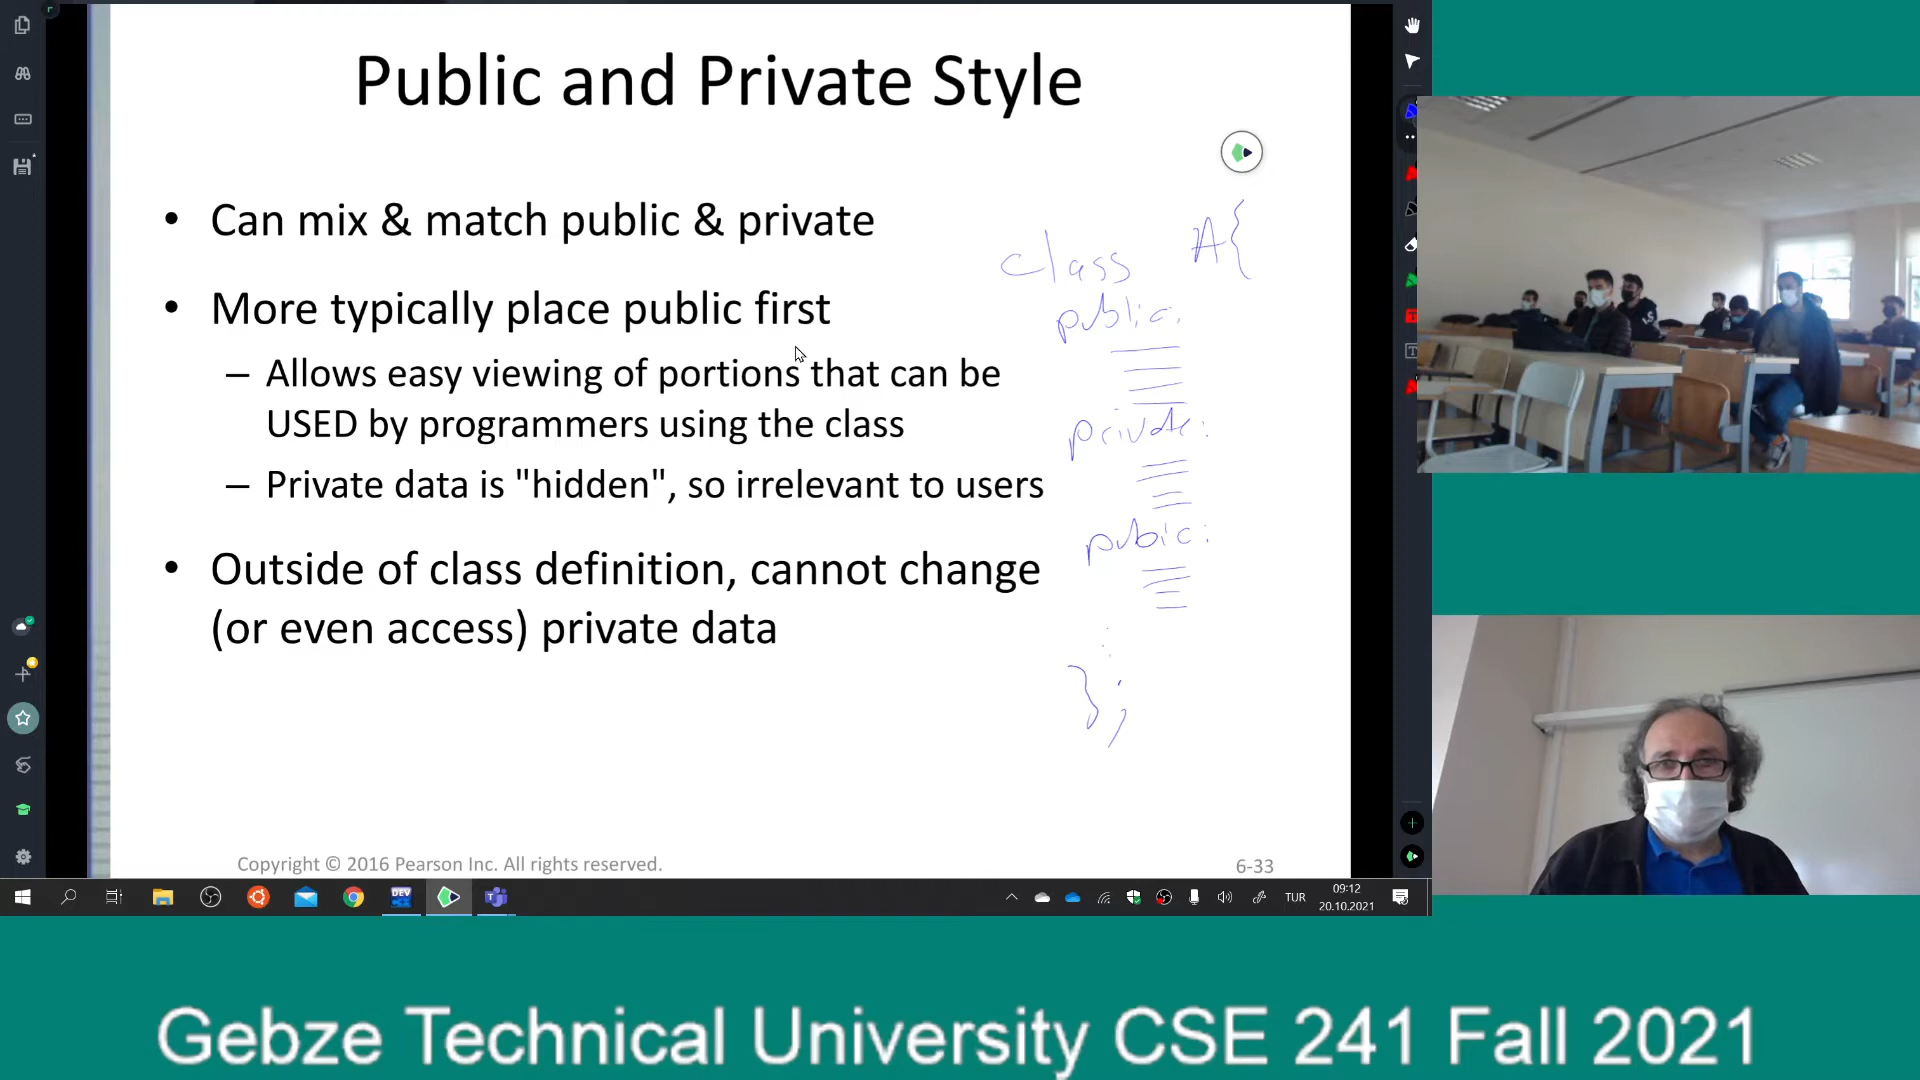 Public and Private Style
• Can mix & match public & private
• More typically place public first
– Allows easy viewing of portions that can be
USED by programmers using the class
– Private data is "hidden", so irrelevant to users
• Outside of class definition, cannot change
(or even access) private data
class A{
public:
private:
pubic:
};
Copyright © 2016 Pearson Inc. All rights reserved.
6-33
DEV
TUR
09:12
20.10.2021
Gebze Technical University CSE 241 Fall 2021